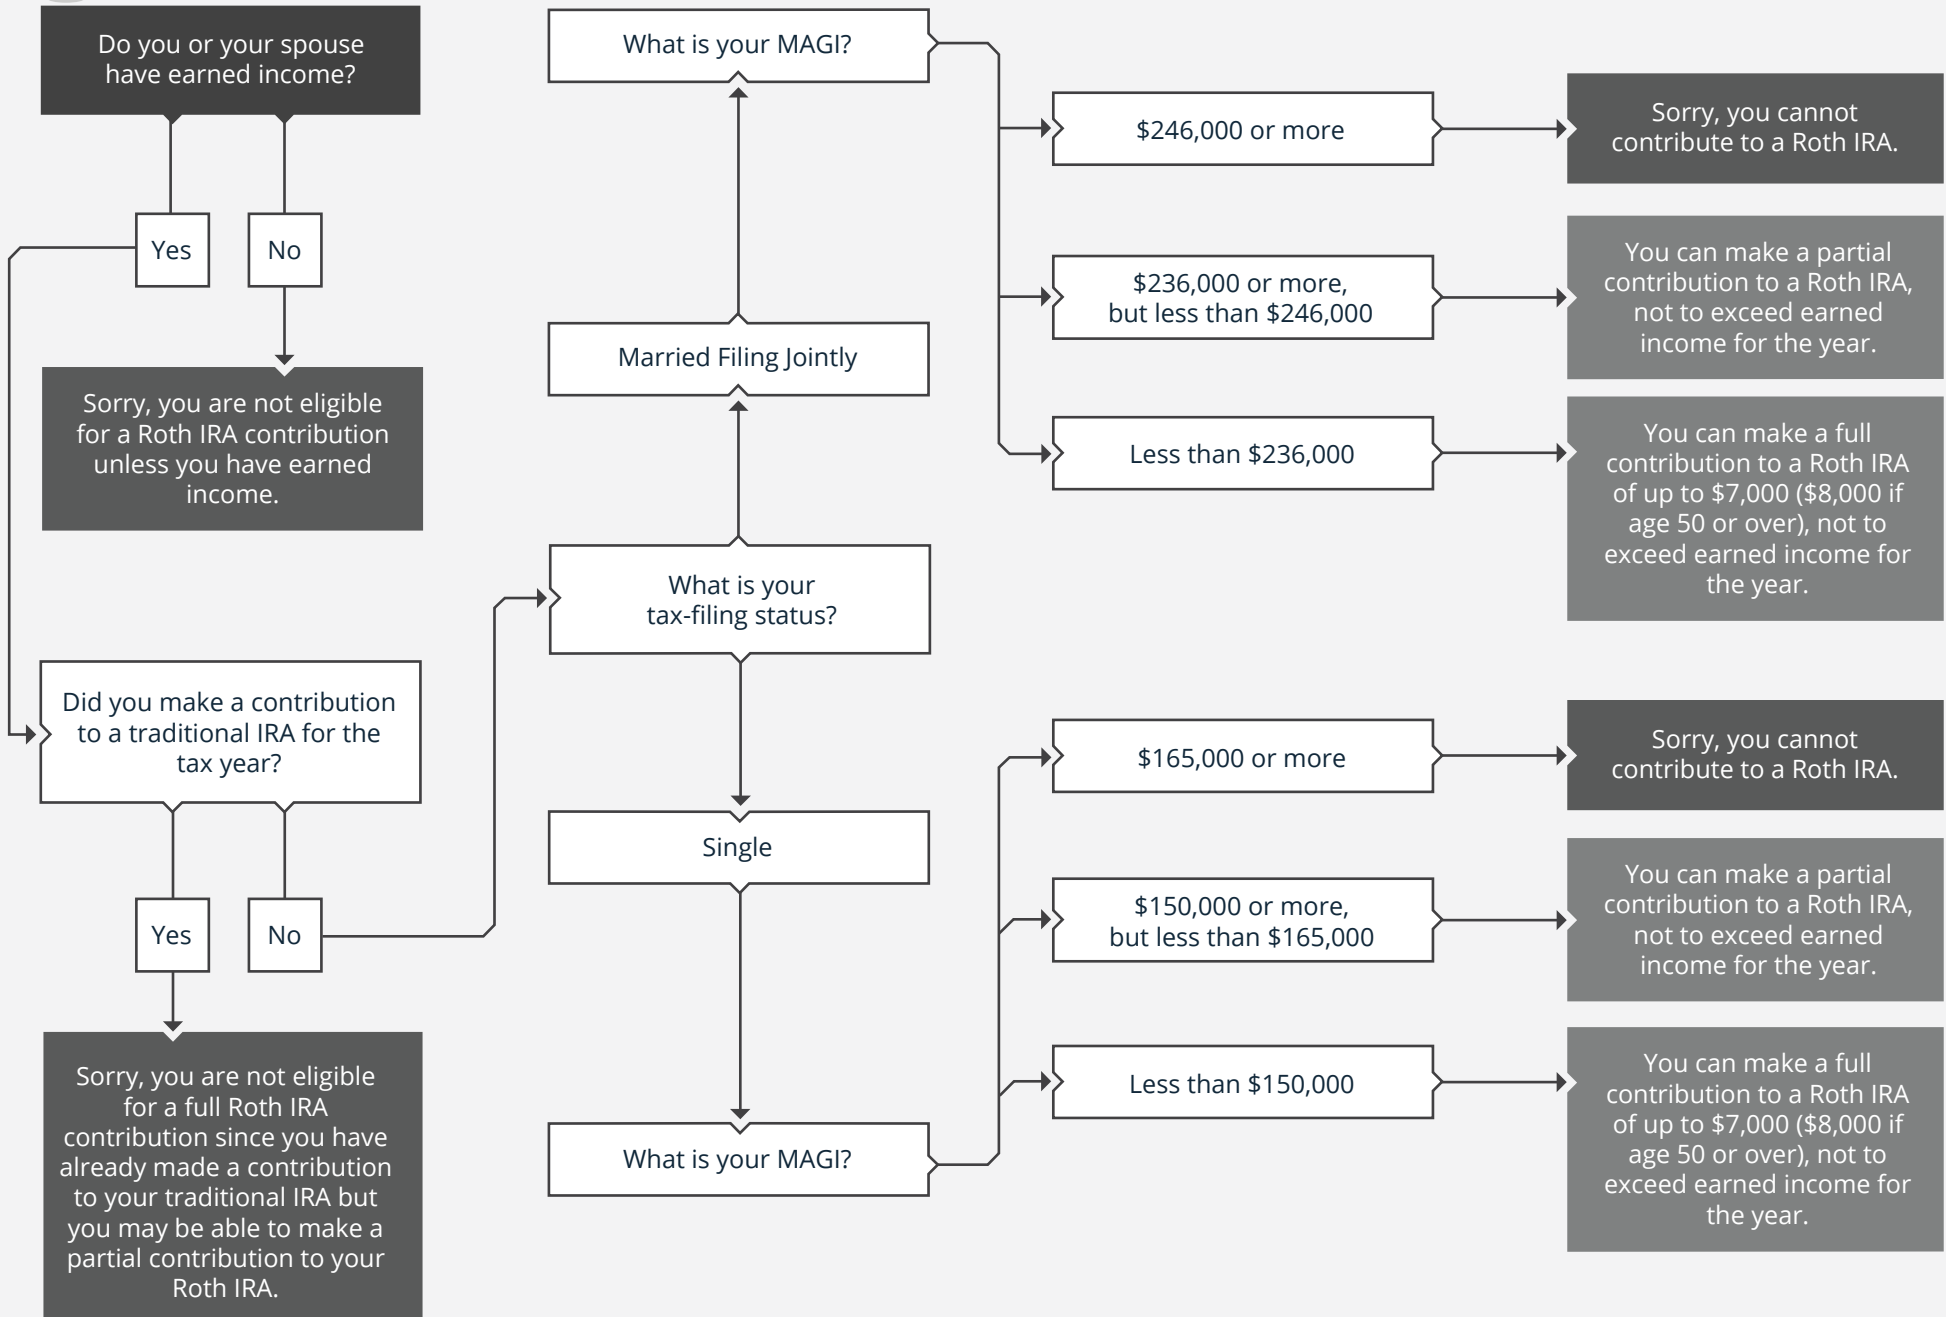 Do you or your spouse
have earned income?
Yes
No
Sorry, you are not eligible
for a Roth IRA contribution
unless you have earned
income.
Did you make a contribution
to a traditional IRA for the
tax year?
Yes
No
Sorry, you are not eligible
for a full Roth IRA
contribution since you have
already made a contribution
to your traditional IRA but
you may be able to make a
partial contribution to your
Roth IRA.
What is your MAGI?
Married Filing Jointly
What is your
tax-filing status?
Single
What is your MAGI?
$246,000 or more
$236,000 or more,
but less than $246,000
Less than $236,000
$165,000 or more
$150,000 or more,
but less than $165,000
Less than $150,000
Sorry, you cannot
contribute to a Roth IRA.
You can make a partial
contribution to a Roth IRA,
not to exceed earned
income for the year.
You can make a full
contribution to a Roth IRA
of up to $7,000 ($8,000 if
age 50 or over), not to
exceed earned income for
the year.
Sorry, you cannot
contribute to a Roth IRA.
You can make a partial
contribution to a Roth IRA,
not to exceed earned
income for the year.
You can make a full
contribution to a Roth IRA
of up to $7,000 ($8,000 if
age 50 or over), not to
exceed earned income for
the year.